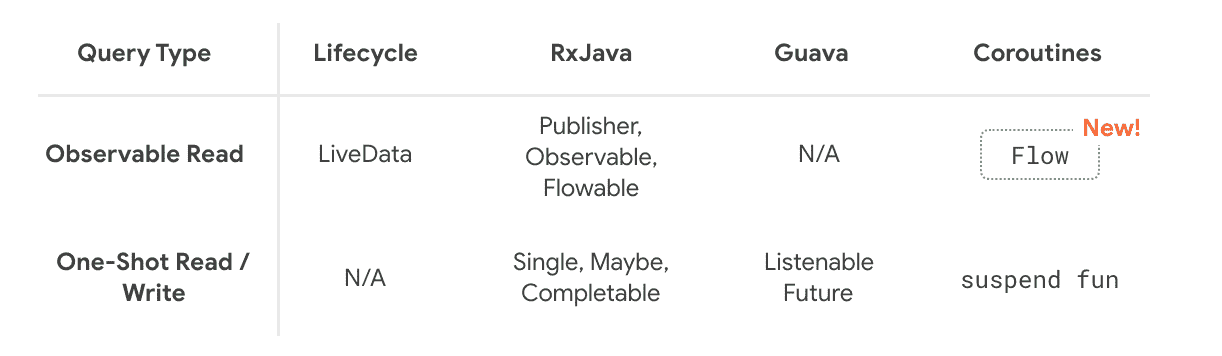 Query Type Lifecycle RxJava Guava Coroutines
New!
Observable Read LiveData Publisher, Observable, Flowable N/A Flow
One-Shot Read / Write N/A Single, Maybe, Completable Listenable Future suspend fun